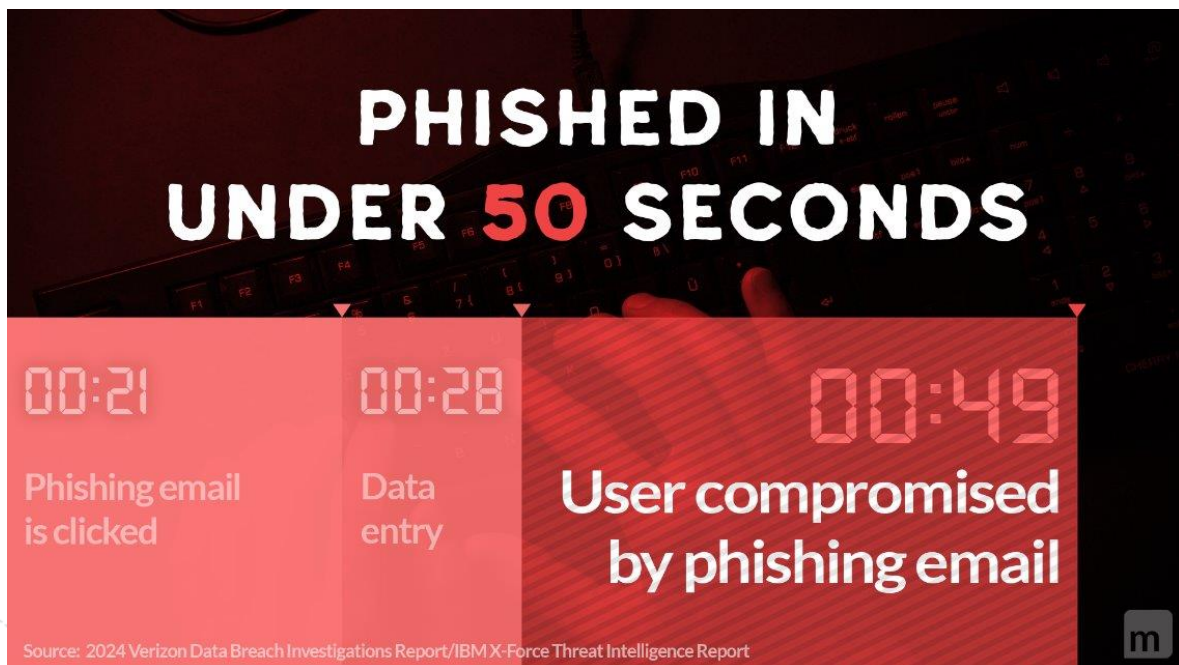 PHISHED IN
UNDER 50 SECONDS
00:21
Phishing email
is clicked
00:28
Data
entry
00:49
User compromised
by phishing email
Source: 2024 Verizon Data Breach Investigations Report/IBM X-Force Threat Intelligence Report
m